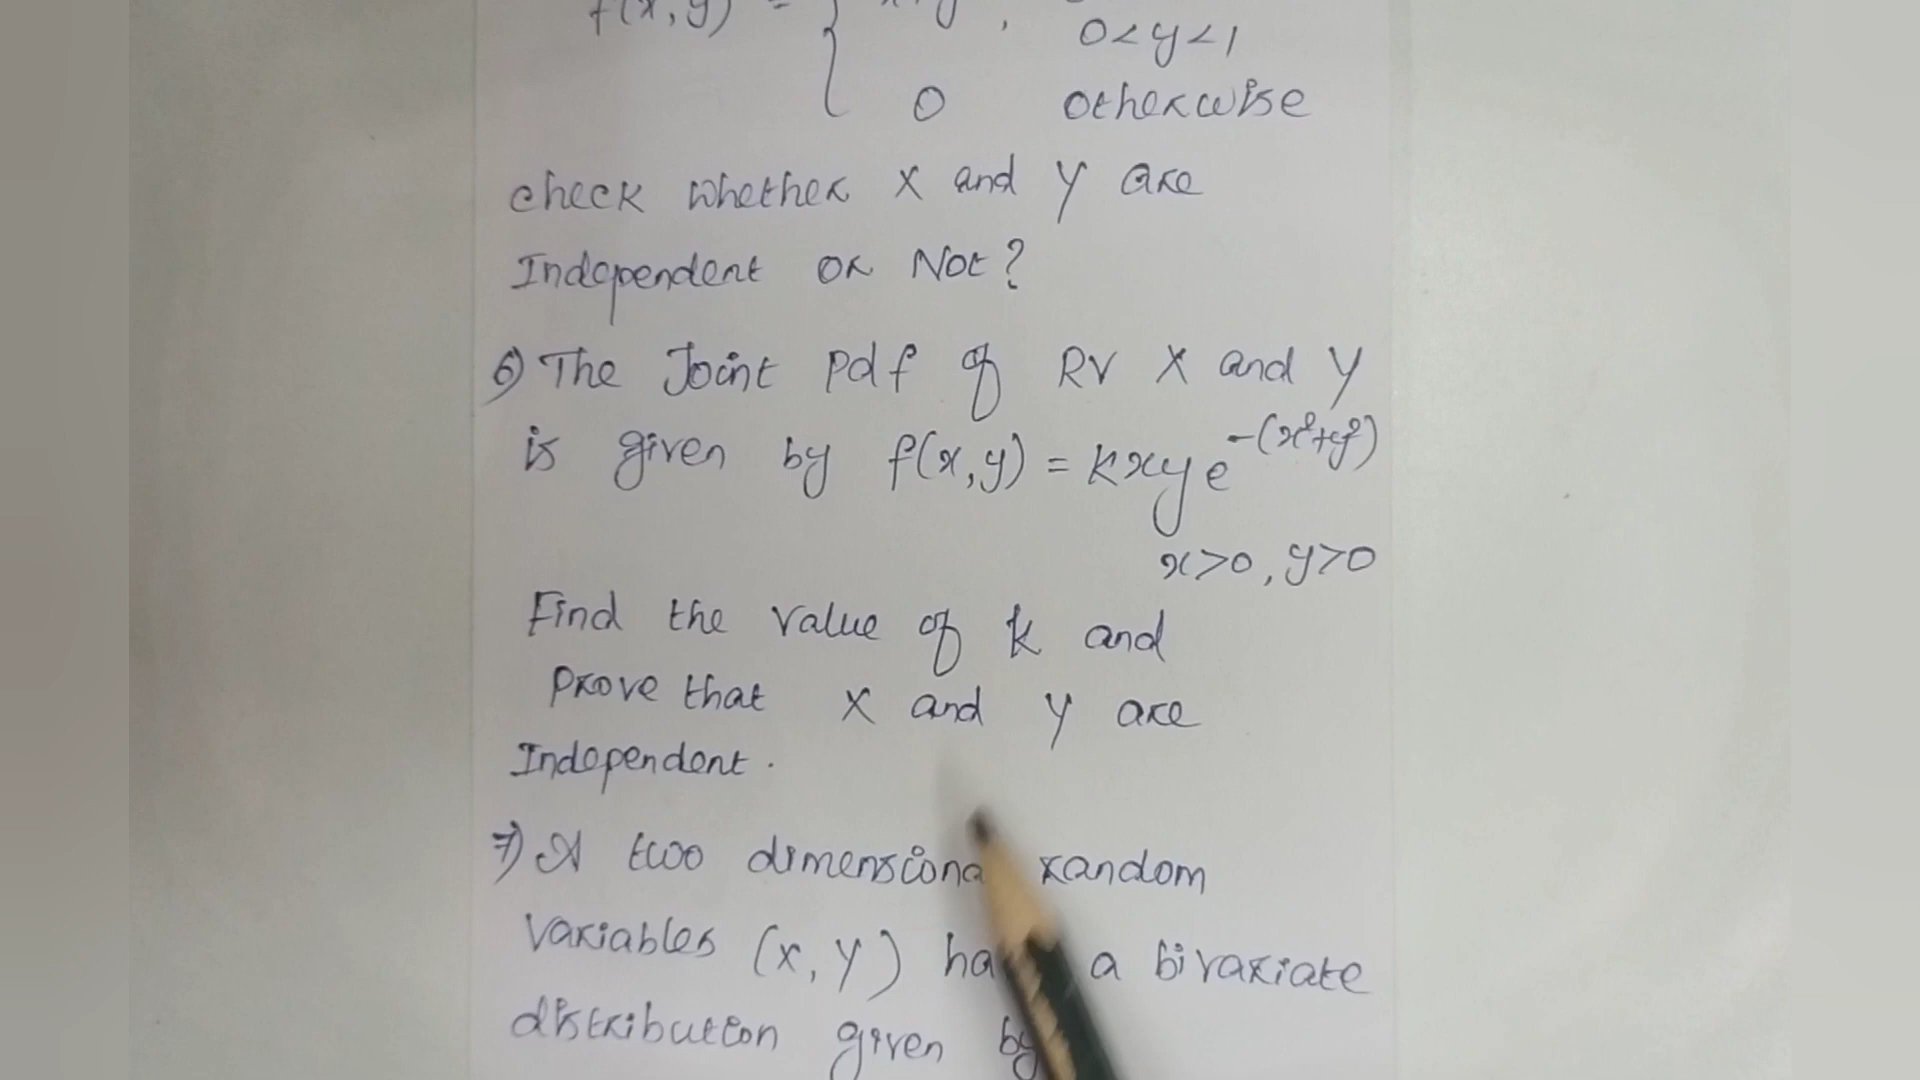 f(x,y) = {
0<y<1
0 otherwise
check whether X and Y are
Independent or Not?
6) The Joint Pdf of RV X and Y
is given by f(x,y) = kxye^-(x²+y²)
x>0, y>0
Find the value of k and
Prove that X and Y are
Independent.
7) A two dimensional random
Variables (X, Y) ha a bivariate
distribution given by